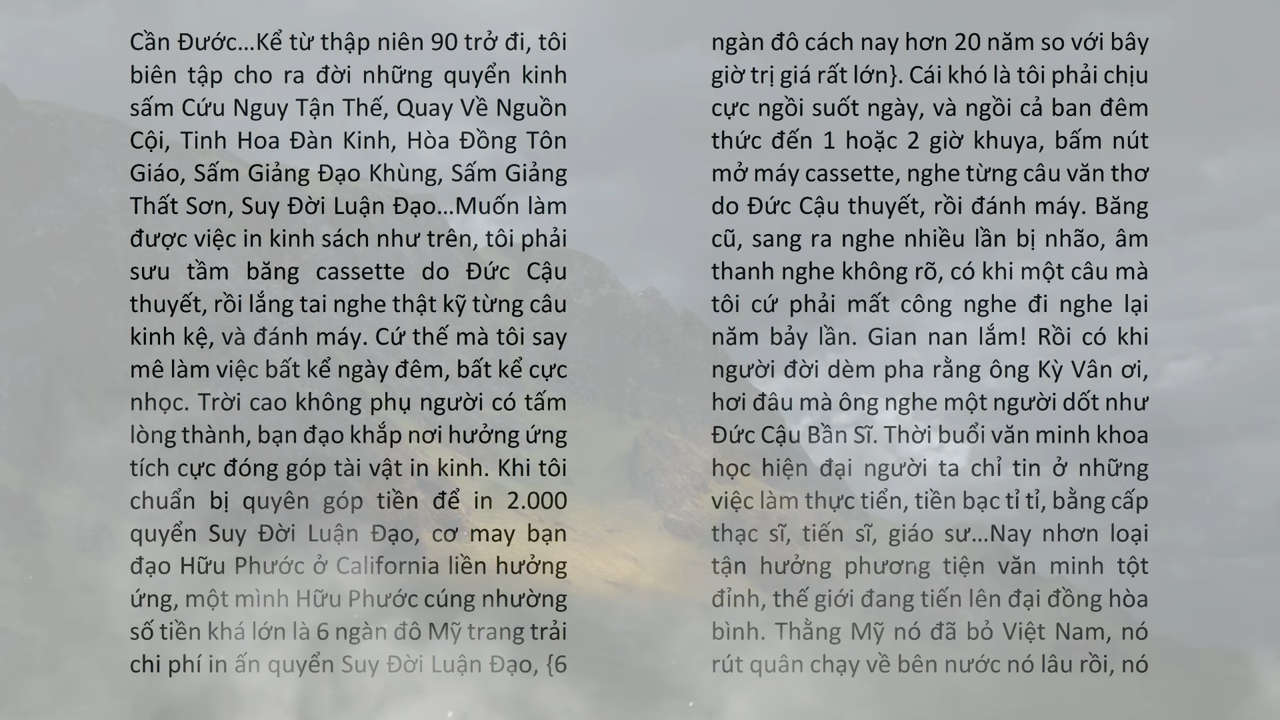 Cần Đước...Kể từ thập niên 90 trở đi, tôi
biên tập cho ra đời những quyển kinh
sấm Cứu Nguy Tận Thế, Quay Về Nguồn
Cội, Tinh Hoa Đàn Kinh, Hòa Đồng Tôn
Giáo, Sấm Giảng Đạo Khùng, Sấm Giảng
Thất Sơn, Suy Đời Luận Đạo...Muốn làm
được việc in kinh sách như trên, tôi phải
sưu tầm băng cassette do Đức Cậu
thuyết, rồi lắng tai nghe thật kỹ từng câu
kinh kệ, và đánh máy. Cứ thế mà tôi say
mê làm việc bất kể ngày đêm, bất kể cực
nhọc. Trời cao không phụ người có tấm
lòng thành, bạn đạo khắp nơi hưởng ứng
tích cực đóng góp tài vật in kinh. Khi tôi
chuẩn bị quyên góp tiền để in 2.000
quyển Suy Đời Luận Đạo, cơ may bạn
đạo Hữu Phước ở California liền hưởng
ứng, một mình Hữu Phước cúng nhường
số tiền khá lớn là 6 ngàn đô Mỹ trang trải
chi phí in ấn quyển Suy Đời Luận Đạo, {6
ngàn đô cách nay hơn 20 năm so với bây
giờ trị giá rất lớn}. Cái khó là tôi phải chịu
cực ngồi suốt ngày, và ngồi cả ban đêm
thức đến 1 hoặc 2 giờ khuya, bấm nút
mở máy cassette, nghe từng câu văn thơ
do Đức Cậu thuyết, rồi đánh máy. Băng
cũ, sang ra nghe nhiều lần bị nhão, âm
thanh nghe không rõ, có khi một câu mà
tôi cứ phải mất công nghe đi nghe lại
năm bảy lần. Gian nan lắm! Rồi có khi
người đời dèm pha rằng ông Kỳ Vân ơi,
hơi đâu mà ông nghe một người dốt như
Đức Cậu Bần Sĩ. Thời buổi văn minh khoa
học hiện đại người ta chỉ tin ở những
việc làm thực tiển, tiền bạc tỉ tỉ, bằng cấp
thạc sĩ, tiến sĩ, giáo sư...Nay nhơn loại
tận hưởng phương tiện văn minh tột
đỉnh, thế giới đang tiến lên đại đồng hòa
bình. Thằng Mỹ nó đã bỏ Việt Nam, nó
rút quân chạy về bên nước nó lâu rồi, nó